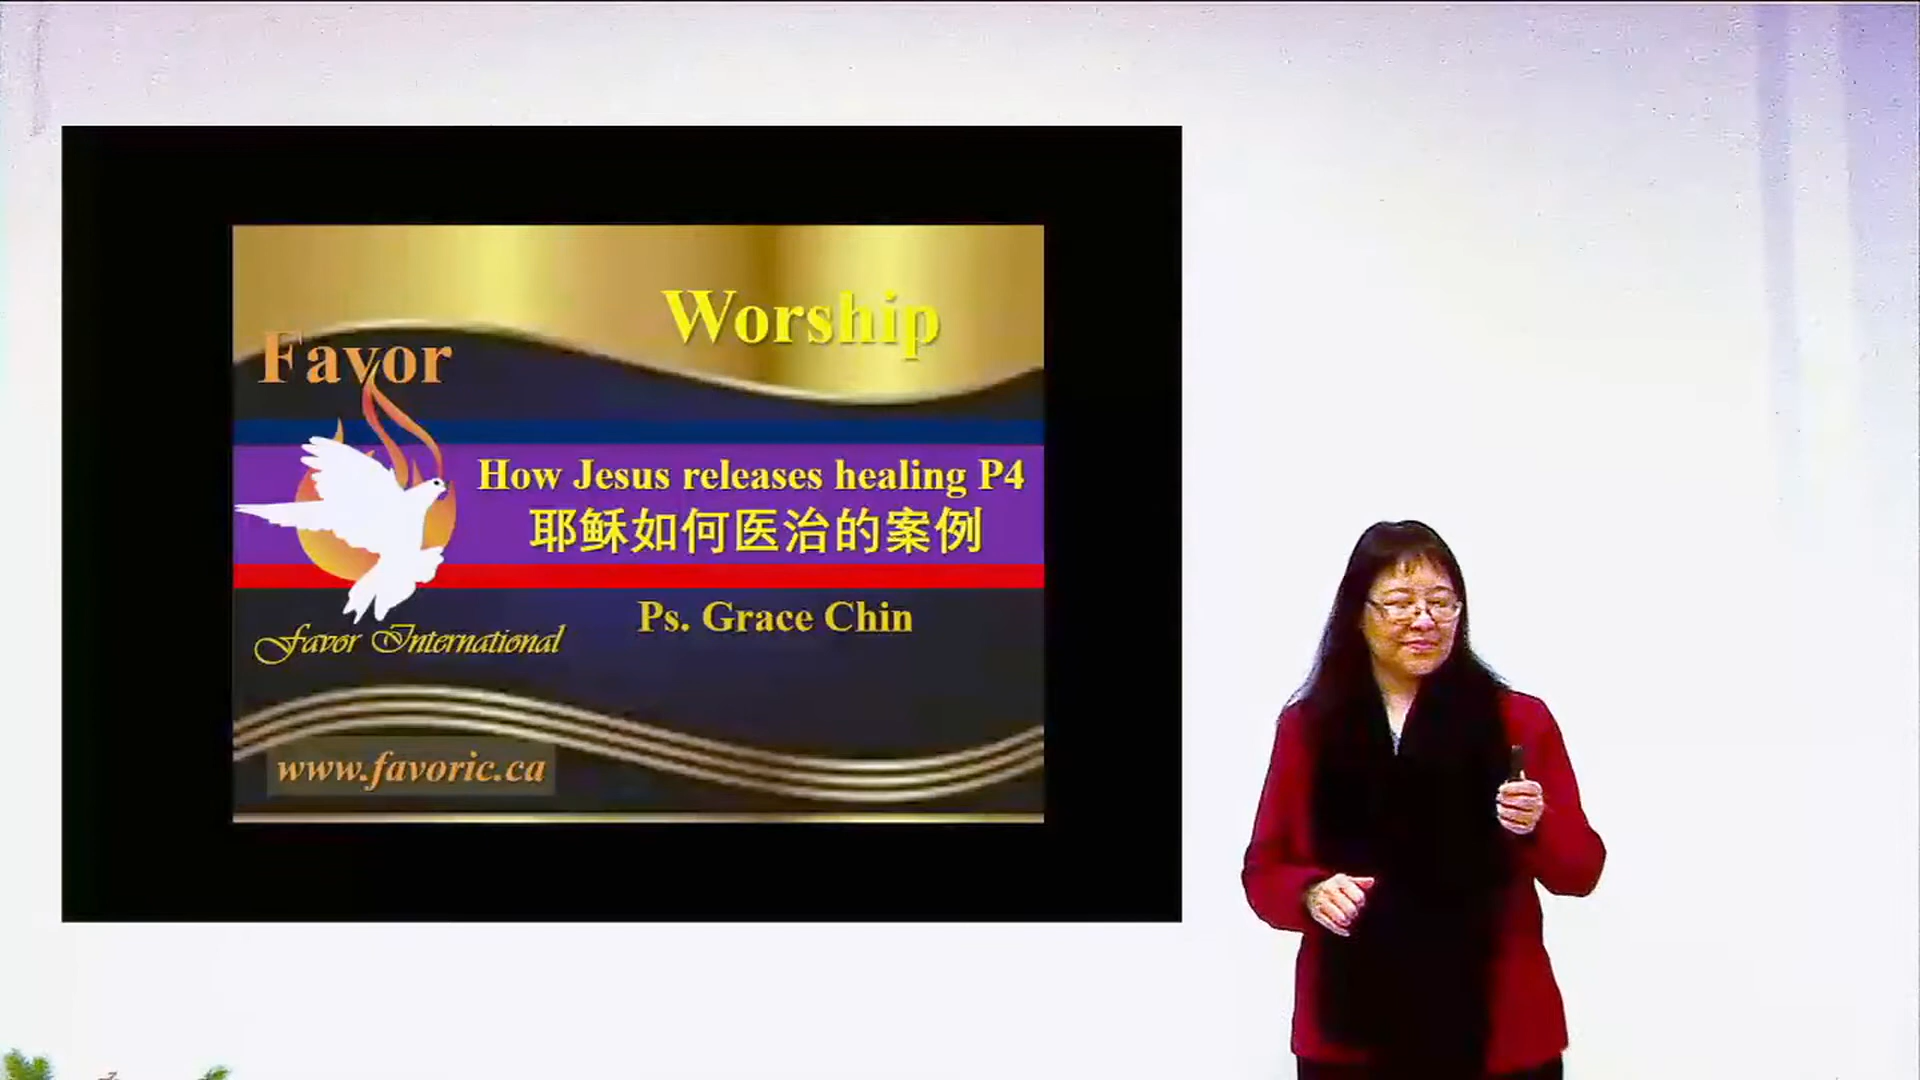 Worship
Favor
How Jesus releases healing P4
耶稣如何医治的案例
Ps. Grace Chin
Favor International
www.favoric.ca